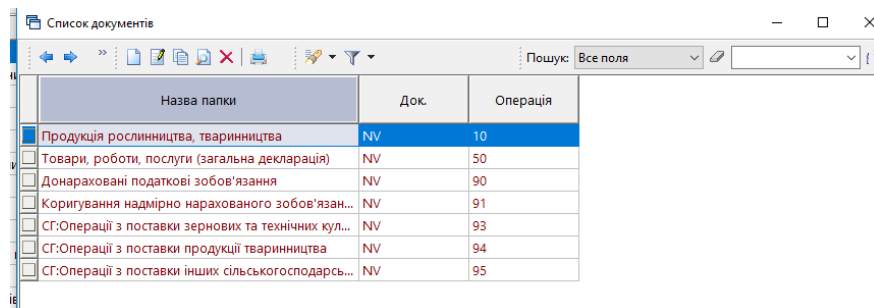 Список документів
Пошук: Все поля
Назва папки Док. Операція
Продукція рослинництва, тваринництва NV 10
Товари, роботи, послуги (загальна декларація) NV 50
Донараховані податкові зобов'язання NV 90
Коригування надмірно нарахованого зобов'язан... NV 91
СГ:Операції з поставки зернових та технічних кул... NV 93
СГ:Операції з поставки продукції тваринництва NV 94
СГ:Операції з поставки інших сільськогосподарсь... NV 95